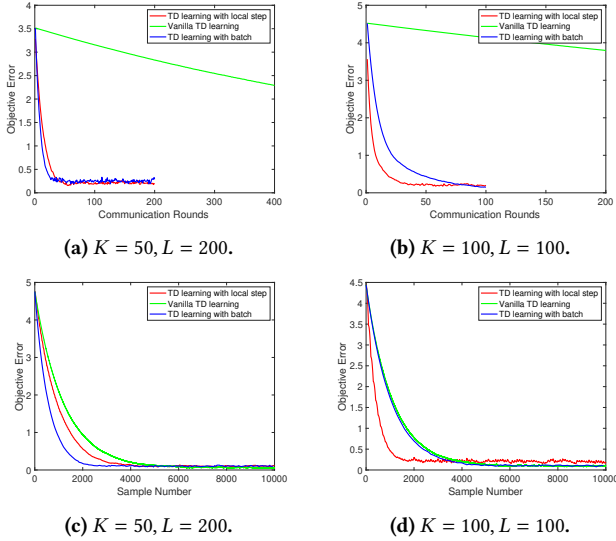 (a)
TD learning with local step
Vanilla TD learning
TD learning with batch
4
3.5
3
2.5
2
1.5
1
0.5
0
Objective Error
0 100 200 300 400
Communication Rounds
(b)
TD learning with local step
Vanilla TD learning
TD learning with batch
5
4
3
2
1
0
Objective Error
0 50 100 150 200
Communication Rounds
(a) K = 50, L = 200.
(b) K = 100, L = 100.
(c)
TD learning with local step
Vanilla TD learning
TD learning with batch
5
4
3
2
1
0
Objective Error
0 2000 4000 6000 8000 10000
Sample Number
(d)
TD learning with local step
Vanilla TD learning
TD learning with batch
4.5
4
3.5
3
2.5
2
1.5
1
0.5
0
Objective Error
0 2000 4000 6000 8000 10000
Sample Number
(c) K = 50, L = 200.
(d) K = 100, L = 100.